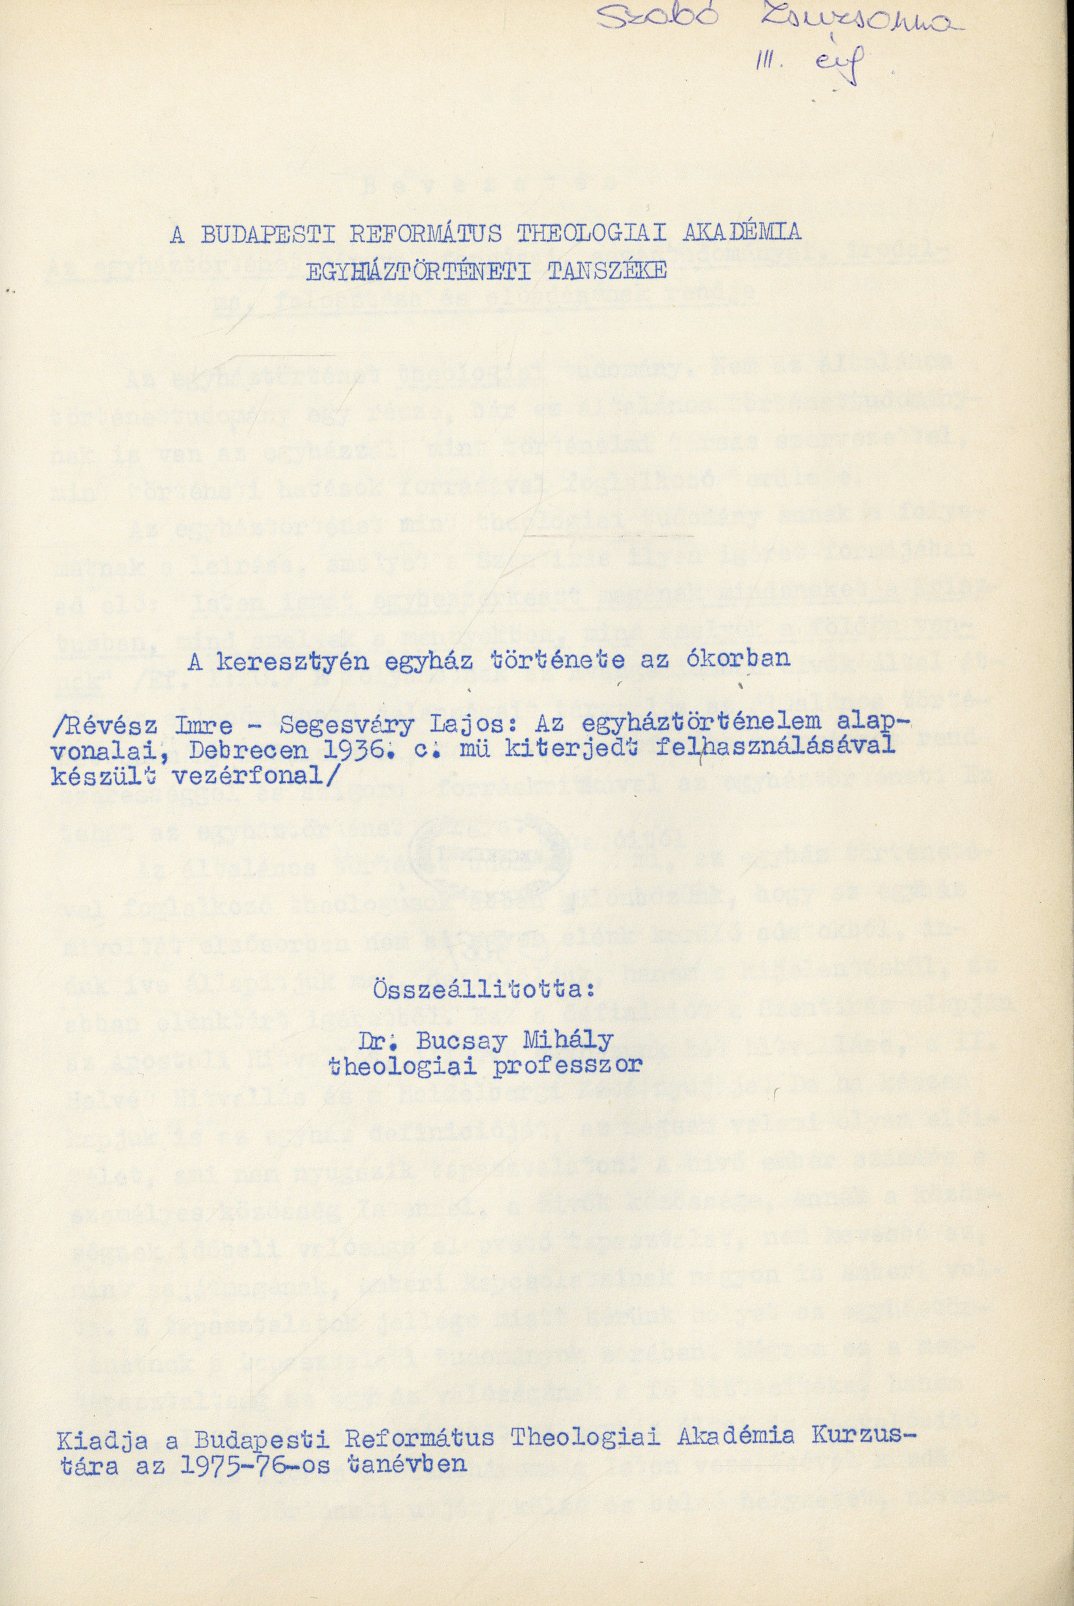 Szabó Zsuzsanna
III. évf.
A BUDAPESTI REFORMÁTUS THEOLOGIAI AKADÉMIA
EGYHÁZTÖRTÉNETI TANSZÉKE
A keresztyén egyház története az ókorban
/Révész Imre - Segesváry Lajos: Az egyháztörténelem alap-
vonalai, Debrecen 1936. c. mü kiterjedt felhasználásával
készült vezérfonal/
Összeállitotta:
Dr. Bucsay Mihály
theologiai professzor
Kiadja a Budapesti Református Theologiai Akadémia Kurzus-
tára az 1975-76-os tanévben